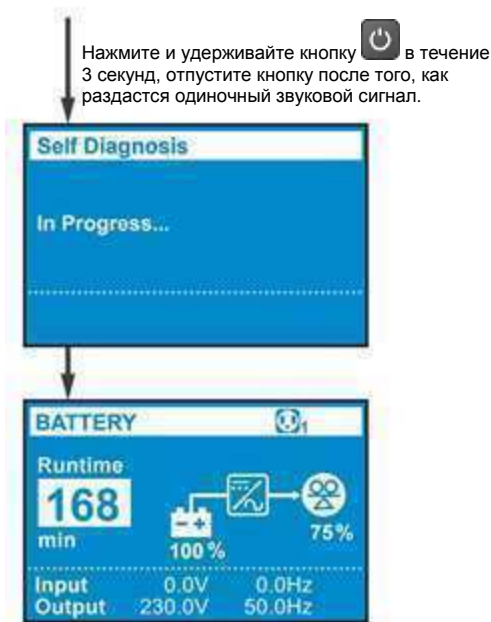 Нажмите и удерживайте кнопку в течение
3 секунд, отпустите кнопку после того, как
раздастся одиночный звуковой сигнал.
Self Diagnosis
In Progress...
BATTERY 1
Runtime
168
min
100 %
75%
Input 0.0V 0.0Hz
Output 230.0V 50.0Hz